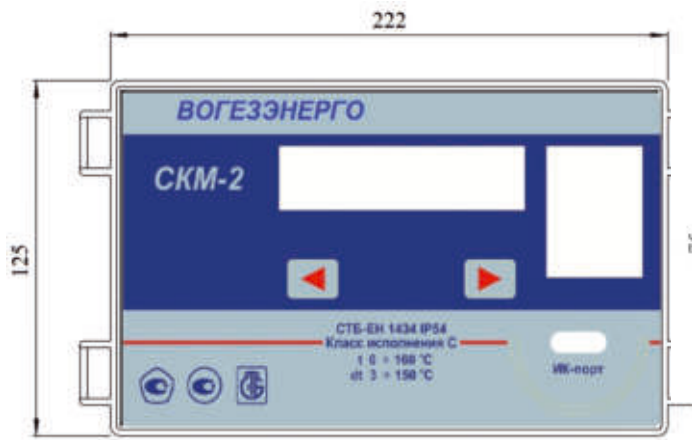 222
ВОГЕЗЭНЕРГО
СКМ-2
125
СТБ-ЕН 1434 IP54
Класс исполнения С
t 0 ÷ 160 °C
dt 3 ÷ 150 °C
ИК-порт